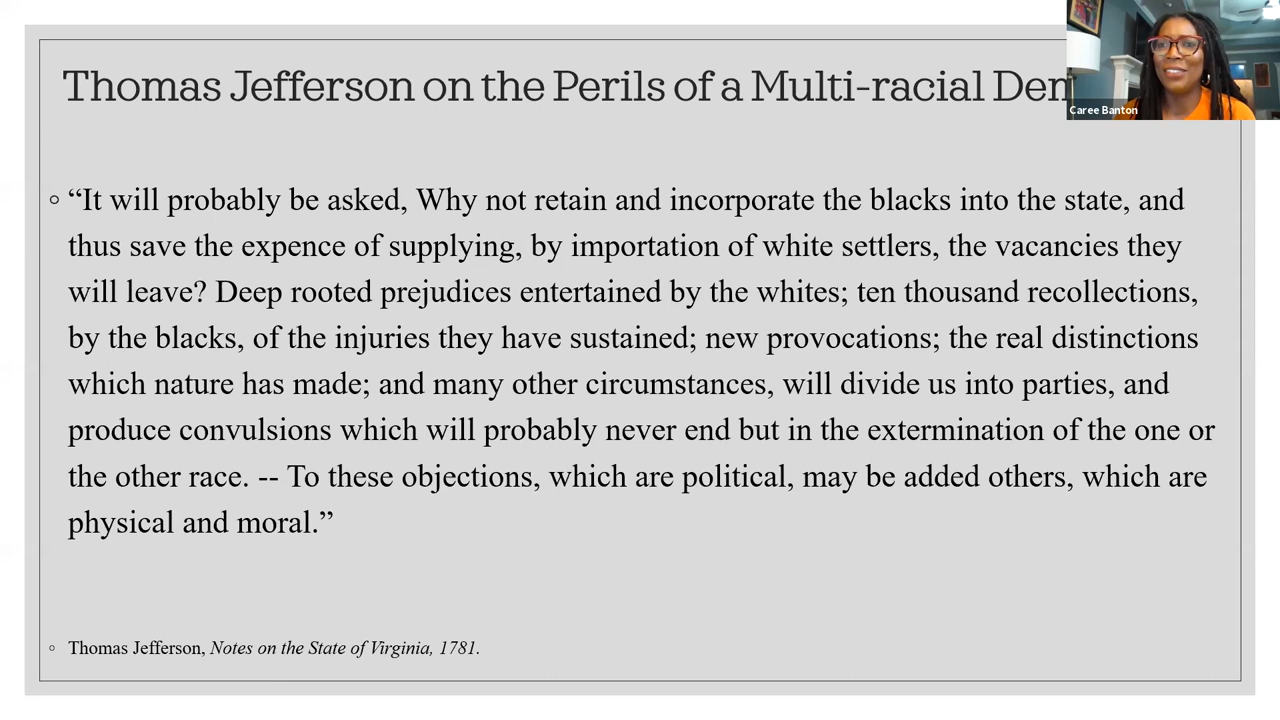 Thomas Jefferson on the Perils of a Multi-racial
Caree Banton
◦ “It will probably be asked, Why not retain and incorporate the blacks into the state, and
thus save the expence of supplying, by importation of white settlers, the vacancies they
will leave? Deep rooted prejudices entertained by the whites; ten thousand recollections,
by the blacks, of the injuries they have sustained; new provocations; the real distinctions
which nature has made; and many other circumstances, will divide us into parties, and
produce convulsions which will probably never end but in the extermination of the one or
the other race. -- To these objections, which are political, may be added others, which are
physical and moral.”
◦ Thomas Jefferson, Notes on the State of Virginia, 1781.